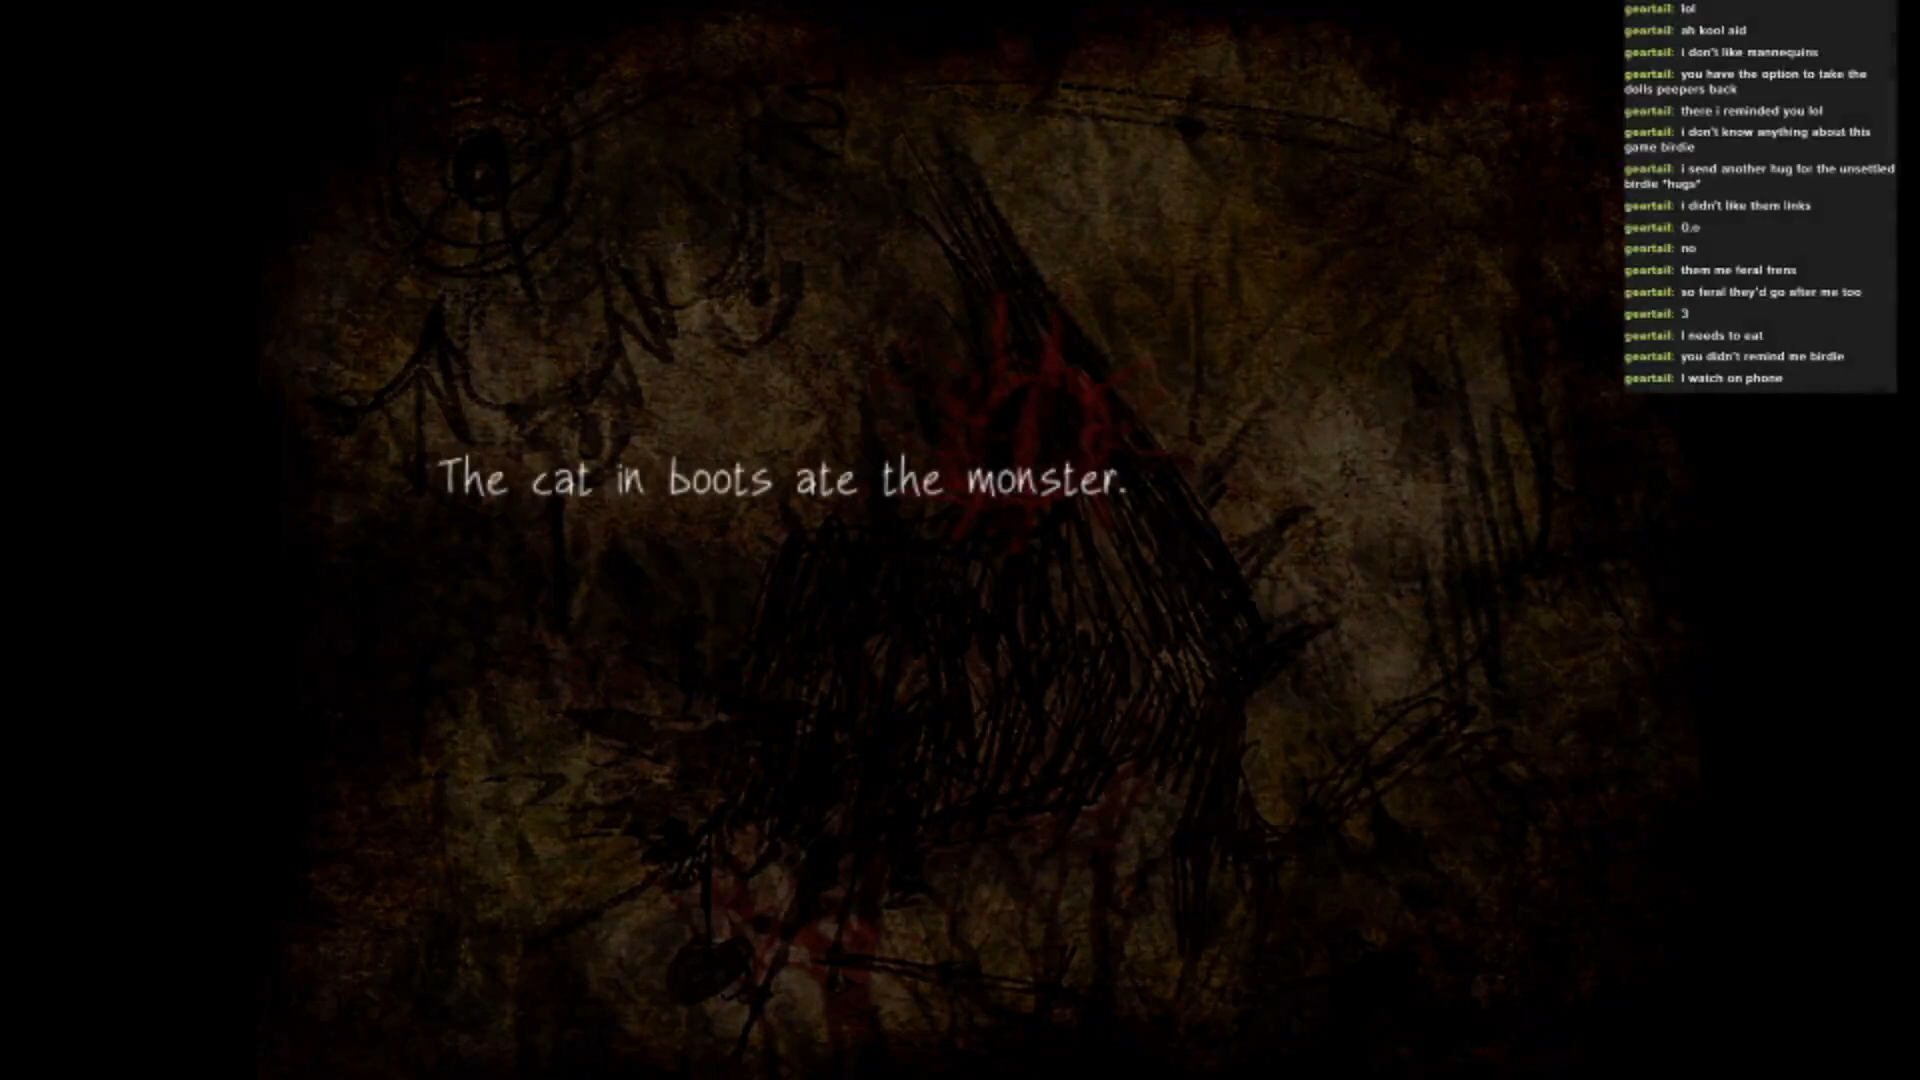 geartail: lol
geartail: ah kool aid
geartail: i don't like mannequins
geartail: you have the option to take the
dolls peepers back
geartail: there i reminded you lol
geartail: i don't know anything about this
game birdie
geartail: i send another hug for the unsettled
birdie *hugs*
geartail: i didn't like them links
geartail: 0.o
geartail: no
geartail: them me feral frens
geartail: so feral they'd go after me too
geartail: 3
geartail: I needs to eat
geartail: you didn't remind me birdie
geartail: I watch on phone
The cat in boots ate the monster.